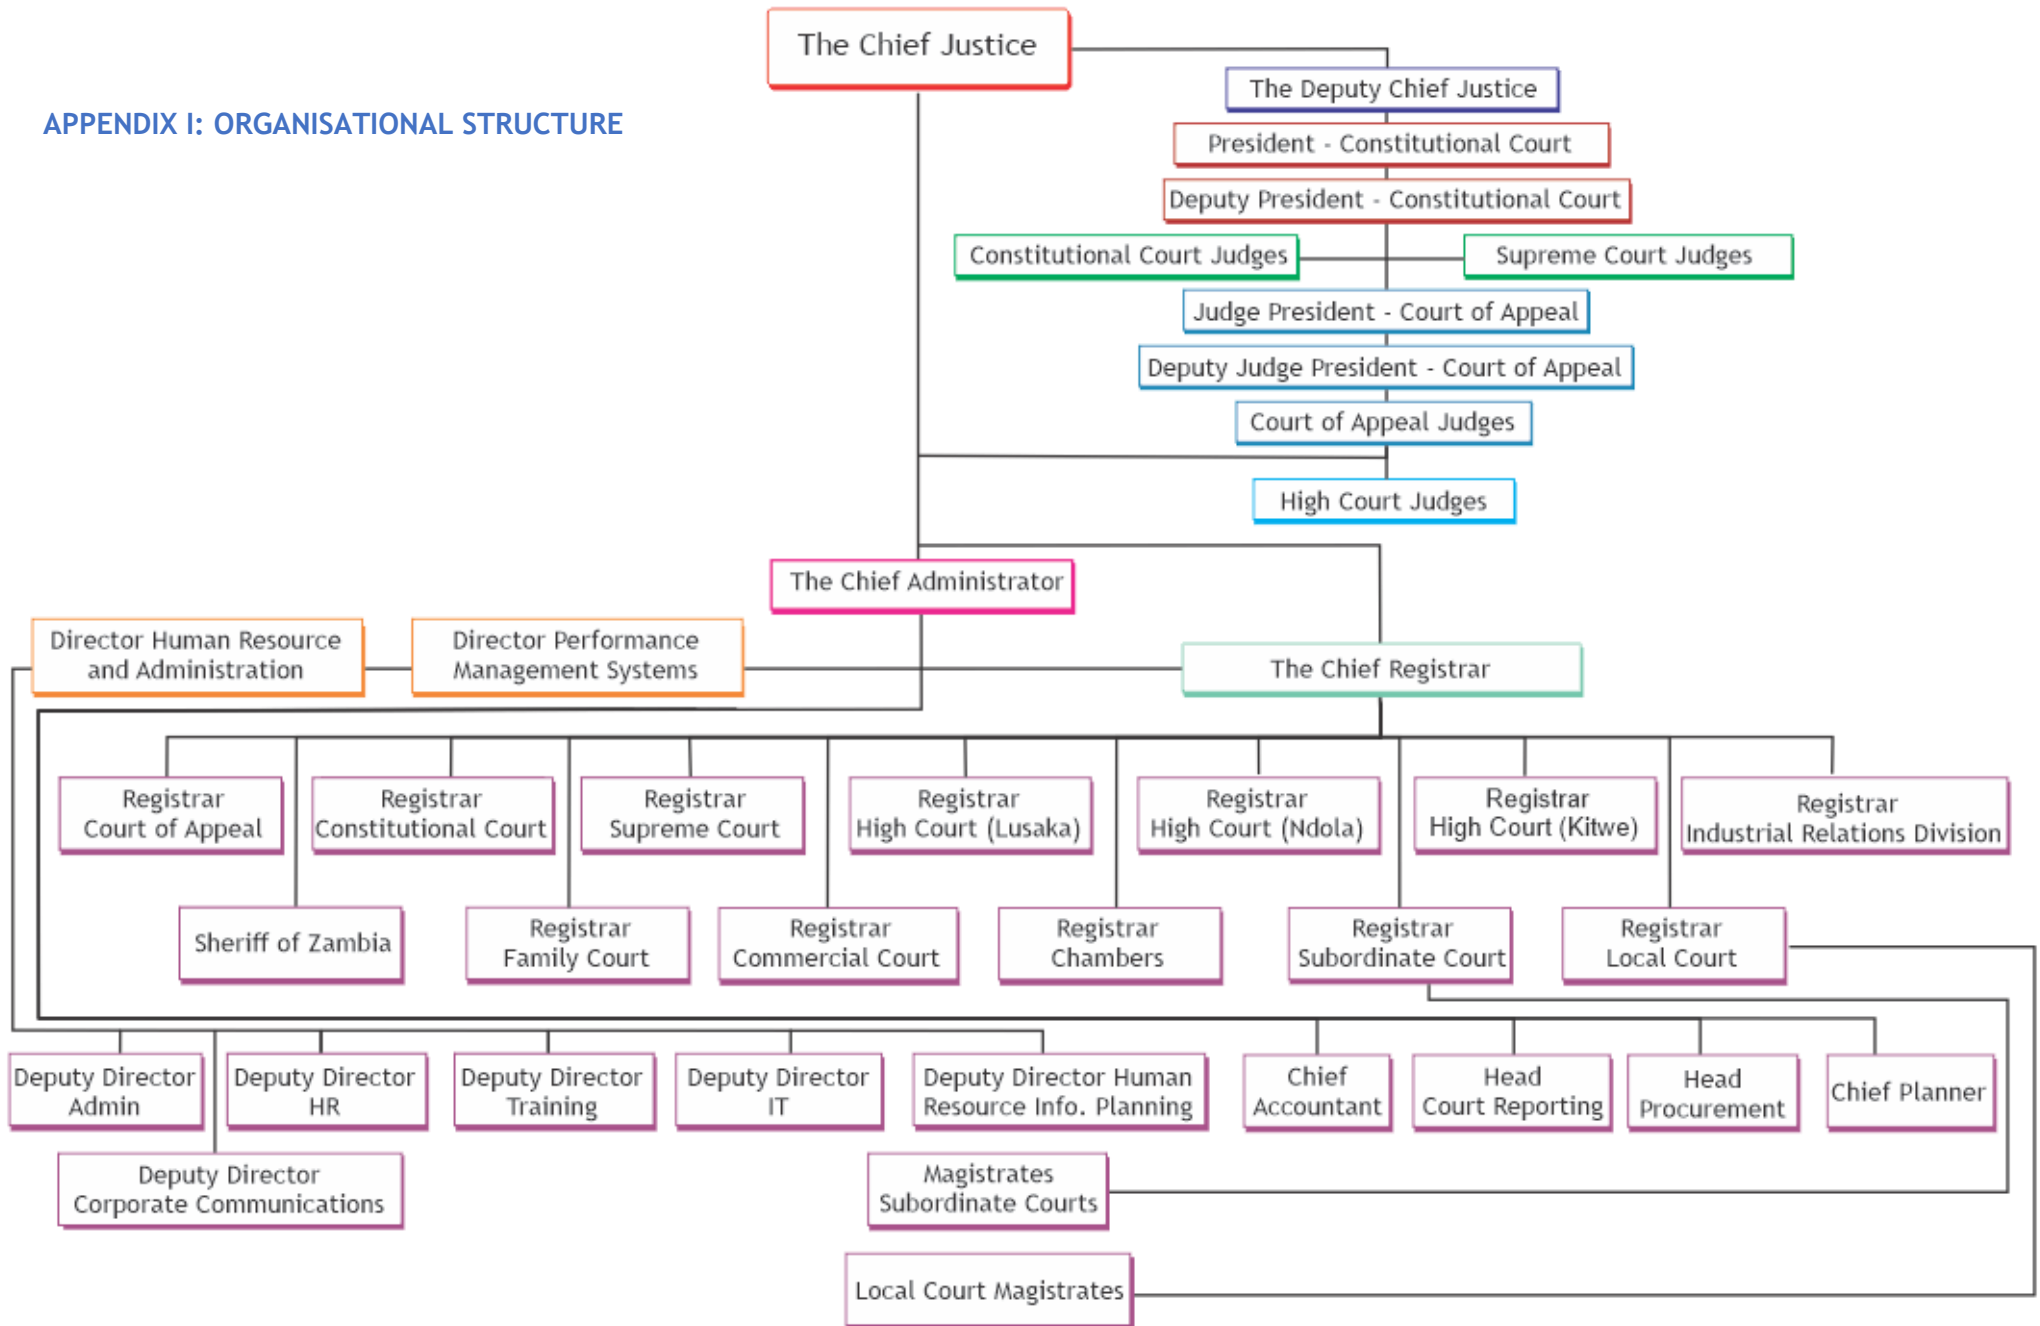 The Chief Justice
The Deputy Chief Justice
APPENDIX I: ORGANISATIONAL STRUCTURE
President - Constitutional Court
Deputy President - Constitutional Court
Constitutional Court Judges
Supreme Court Judges
Judge President - Court of Appeal
Deputy Judge President - Court of Appeal
Court of Appeal Judges
High Court Judges
The Chief Administrator
Director Human Resource
and Administration
Director Performance
Management Systems
The Chief Registrar
Registrar
Court of Appeal
Registrar
Constitutional Court
Registrar
Supreme Court
Registrar
High Court (Lusaka)
Registrar
High Court (Ndola)
Registrar
High Court (Kitwe)
Registrar
Industrial Relations Division
Sheriff of Zambia
Registrar
Family Court
Registrar
Commercial Court
Registrar
Chambers
Registrar
Subordinate Court
Registrar
Local Court
Deputy Director
Admin
Deputy Director
HR
Deputy Director
Training
Deputy Director
IT
Deputy Director Human
Resource Info. Planning
Chief
Accountant
Head
Court Reporting
Head
Procurement
Chief Planner
Deputy Director
Corporate Communications
Magistrates
Subordinate Courts
Local Court Magistrates